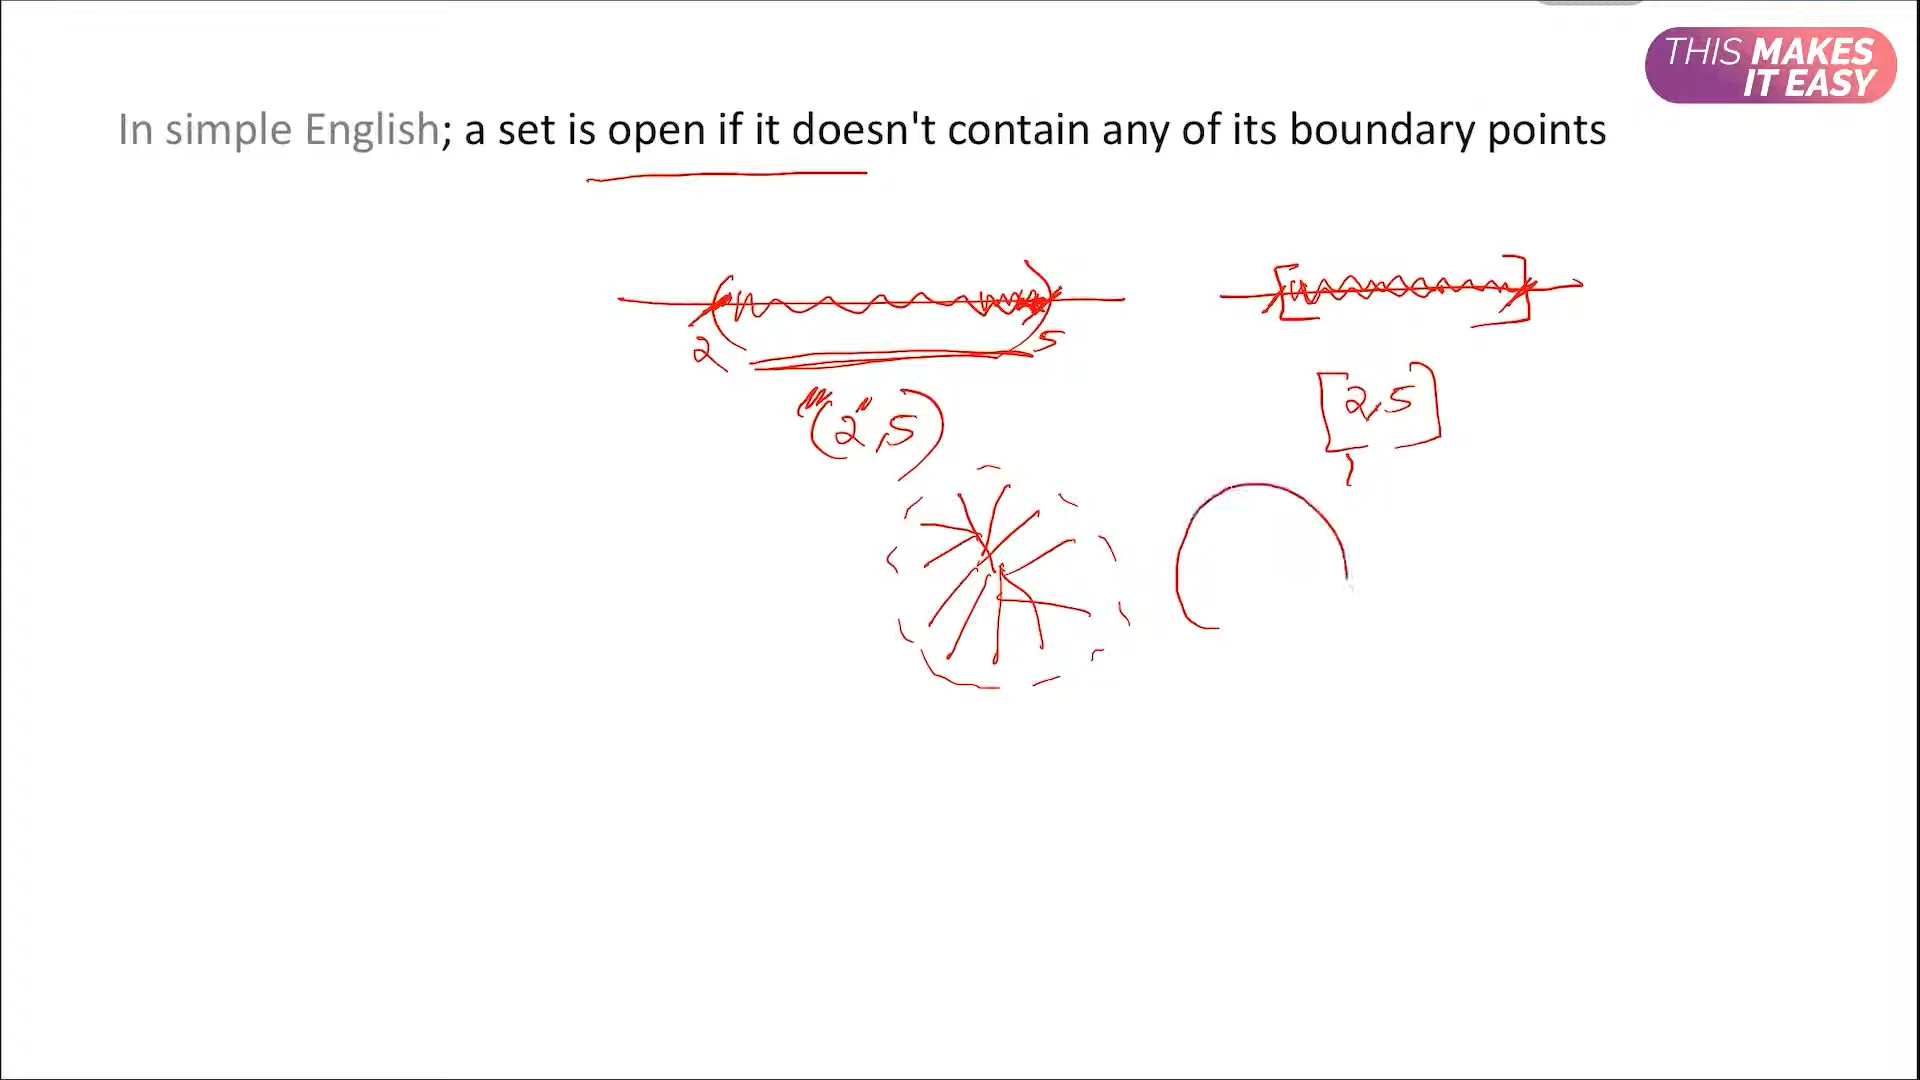 THIS MAKES
IT EASY
In simple English; a set is open if it doesn't contain any of its boundary points
2 5
(2, 5)
[2, 5]